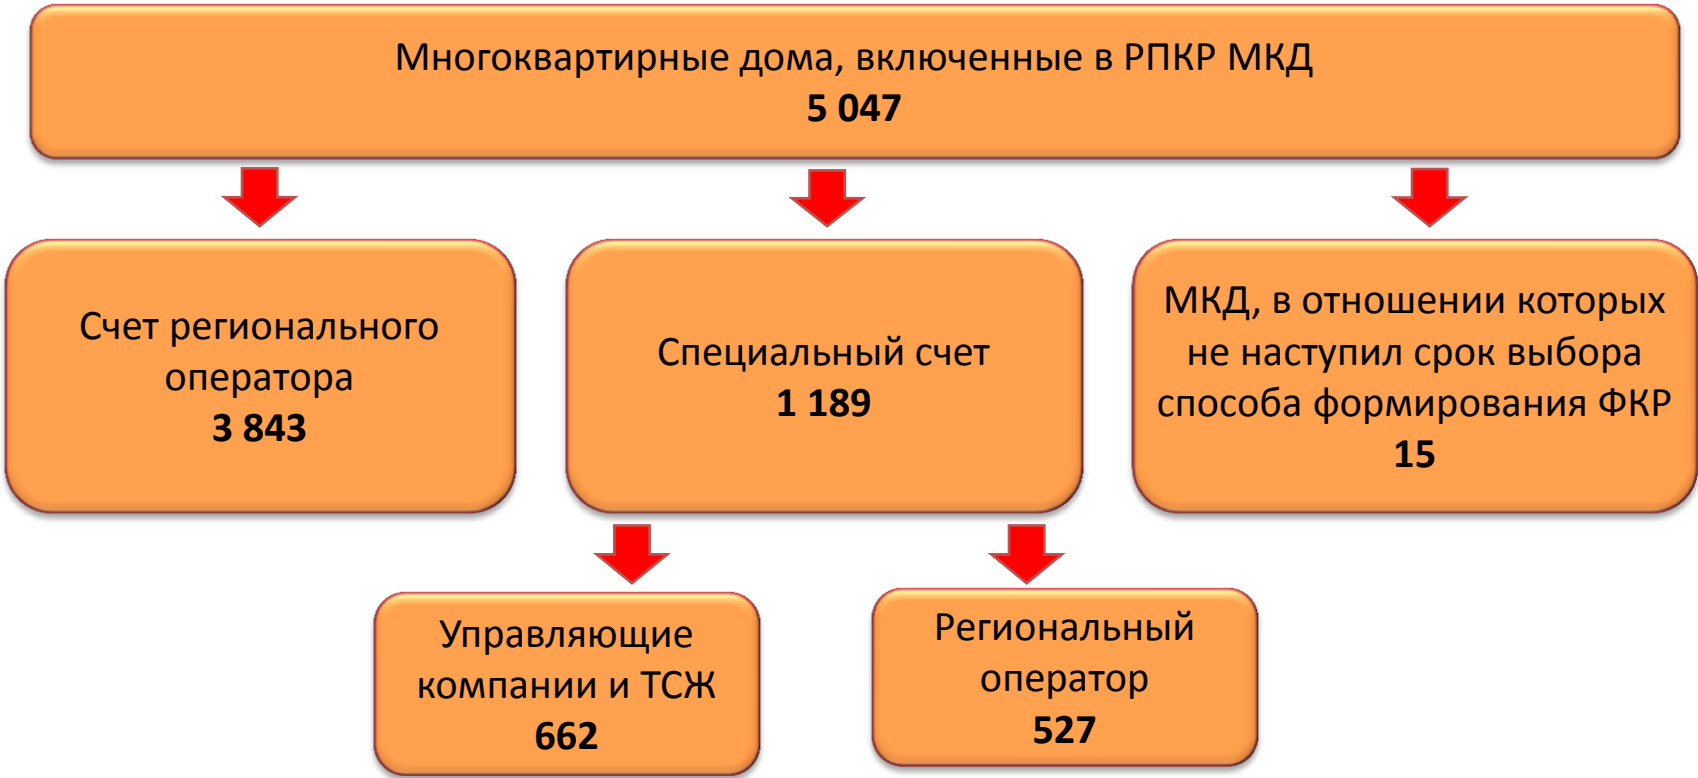 Многоквартирные дома, включенные в РПКР МКД
5 047
Счет регионального
оператора
3 843
Специальный счет
1 189
МКД, в отношении которых
не наступил срок выбора
способа формирования ФКР
15
Управляющие
компании и ТСЖ
662
Региональный
оператор
527